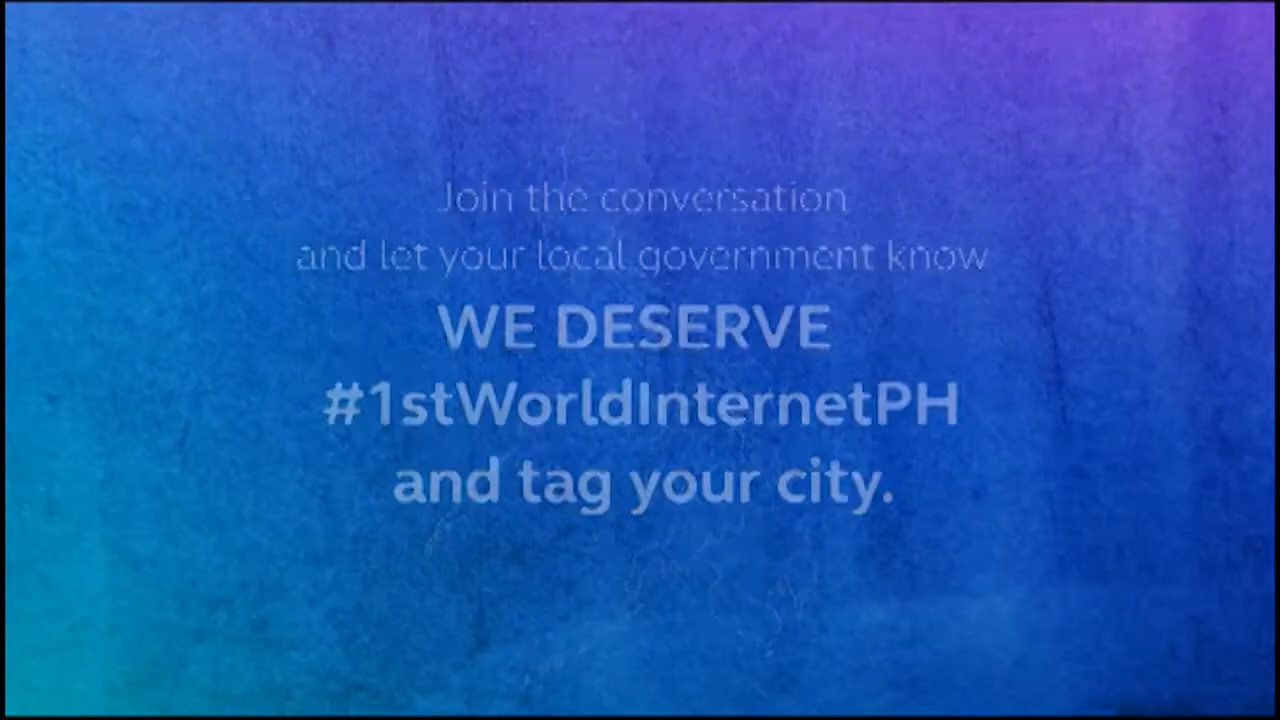 Join the conversation
and let your local government know
WE DESERVE
#1stWorldInternetPH
and tag your city.